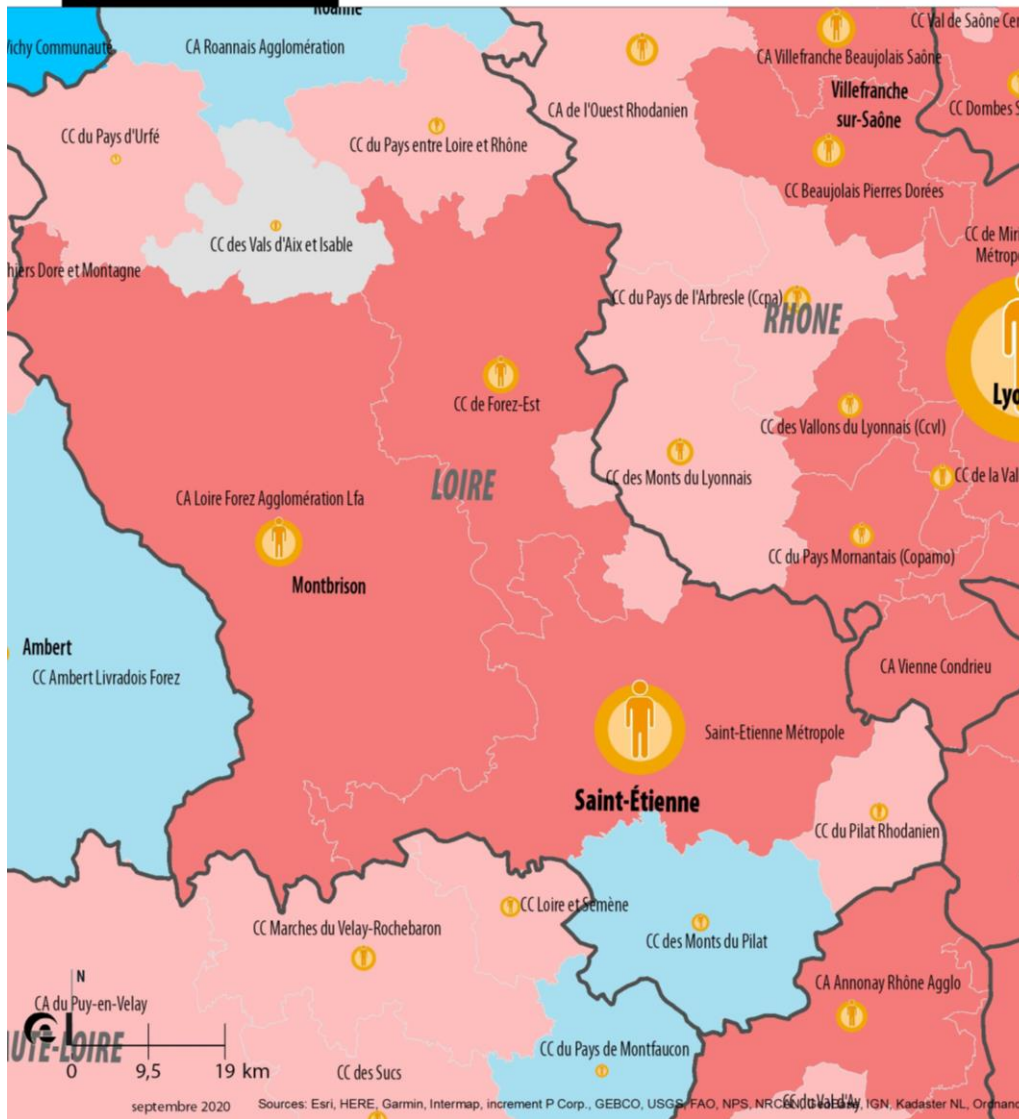 Roanne
CC Val de Saône Cen
Vichy Communauté
CA Roannais Agglomération
CA Villefranche Beaujolais Saône
Villefranche
sur-Saône
CA de l'Ouest Rhodanien
CC Dombes S
CC du Pays d'Urfé
CC du Pays entre Loire et Rhône
CC Beaujolais Pierres Dorées
CC des Vals d'Aix et Isable
CC de Miri
Métropo
hiers Dore et Montagne
CC du Pays de l'Arbresle (Ccpa)
RHONE
Lyo
CC de Forez-Est
CC des Vallons du Lyonnais (Ccvl)
CC des Monts du Lyonnais
CC de la Val
LOIRE
CA Loire Forez Agglomération Lfa
CC du Pays Mornantais (Copamo)
Montbrison
Ambert
CC Ambert Livradois Forez
CA Vienne Condrieu
Saint-Etienne Métropole
Saint-Étienne
CC du Pilat Rhodanien
CC Loire et Semène
CC Marches du Velay-Rochebaron
CC des Monts du Pilat
N
CA Annonay Rhône Agglo
CA du Puy-en-Velay
UTE-LOIRE
CC du Pays de Montfaucon
0 9,5 19 km
CC des Sucs
CC du Val d'Ay
septembre 2020
Sources: Esri, HERE, Garmin, Intermap, increment P Corp., GEBCO, USGS, FAO, NPS, NRCAN, GeoBase, IGN, Kadaster NL, Ordnanc